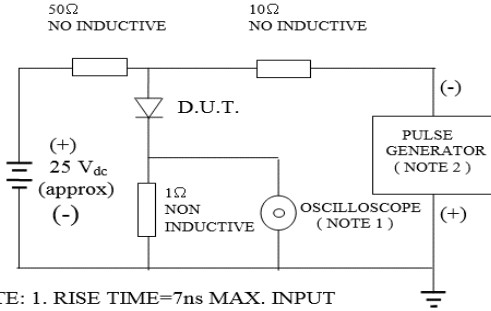 50Ω
NO INDUCTIVE
10Ω
NO INDUCTIVE
(-)
D.U.T.
(+)
25 Vdc
(approx)
(-)
PULSE
GENERATOR
( NOTE 2 )
1Ω
NON
INDUCTIVE
OSCILLOSCOPE
( NOTE 1 )
(+)
TE: 1. RISE TIME=7ns MAX. INPUT